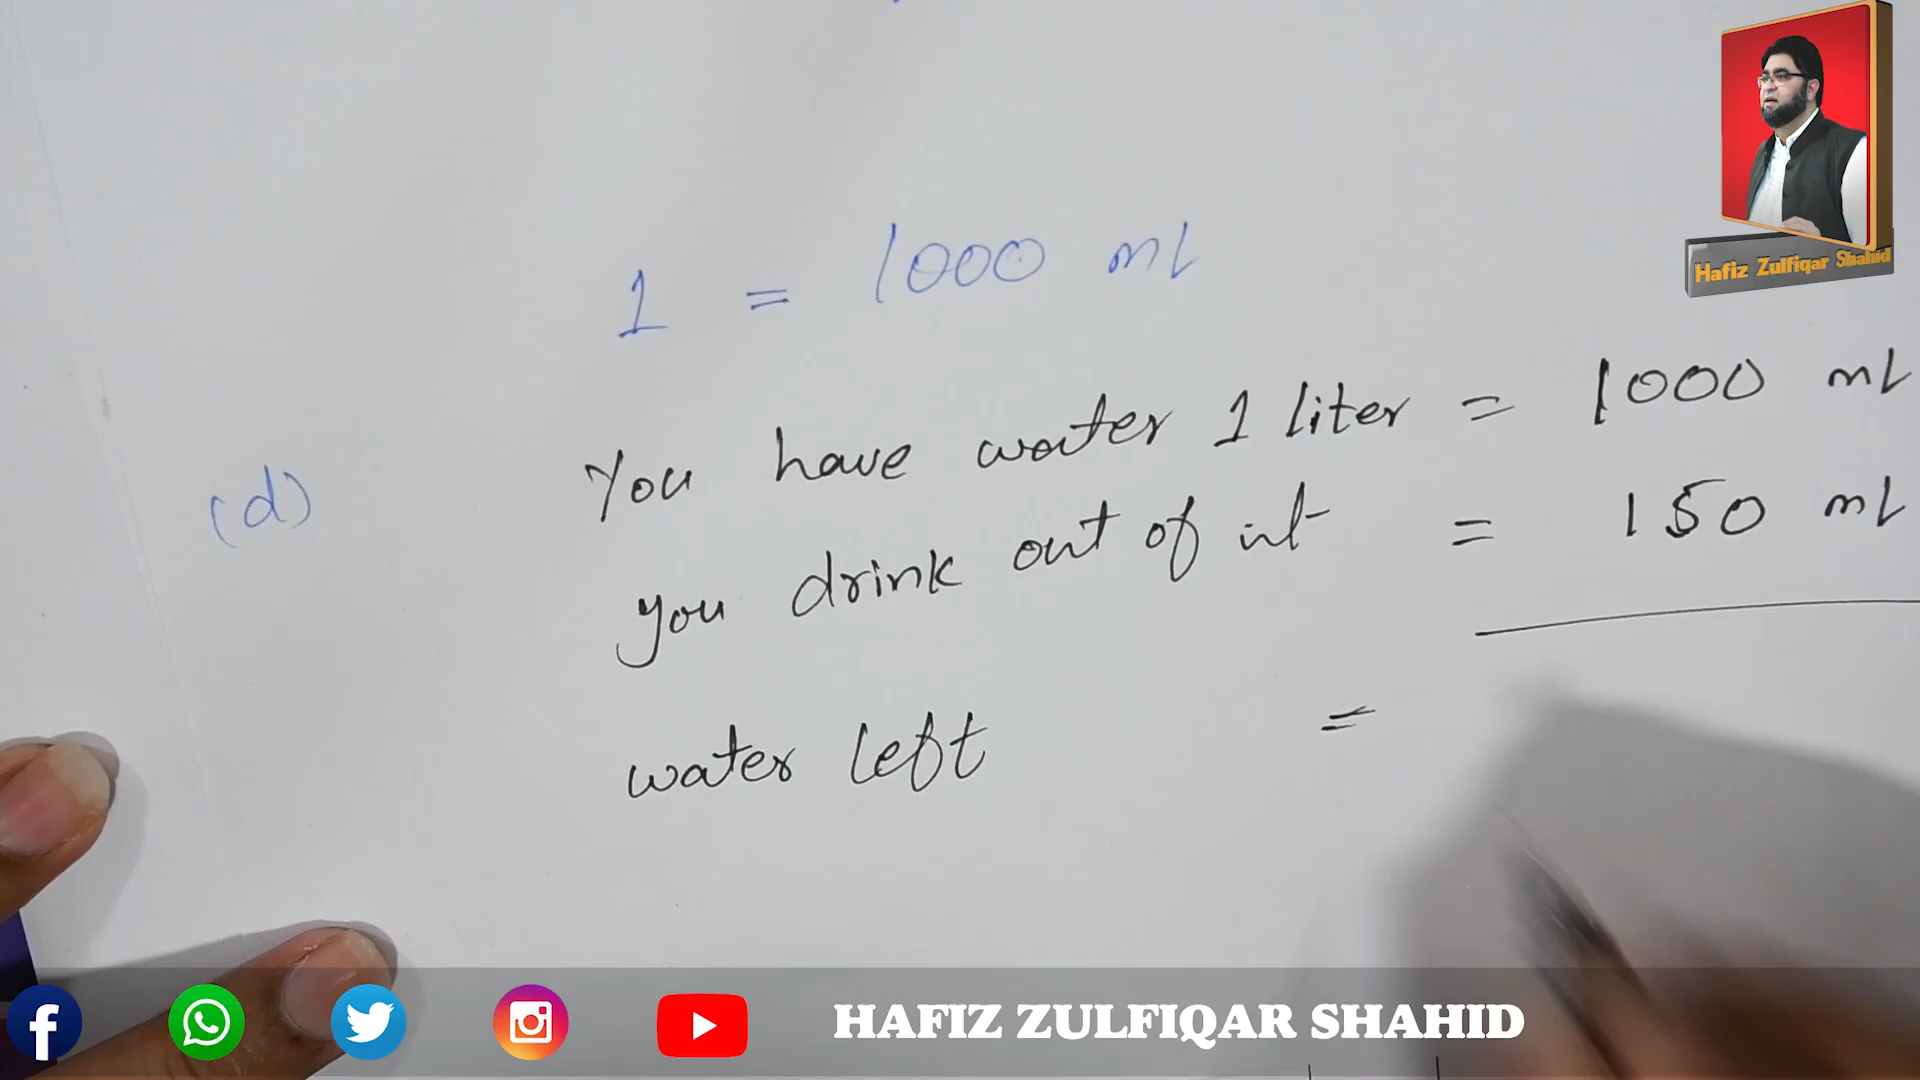 Hafiz Zulfiqar Shahid
1 = 1000 ml
(d) You have water 1 liter = 1000 ml
you drink out of it = 150 ml
water left =
HAFIZ ZULFIQAR SHAHID